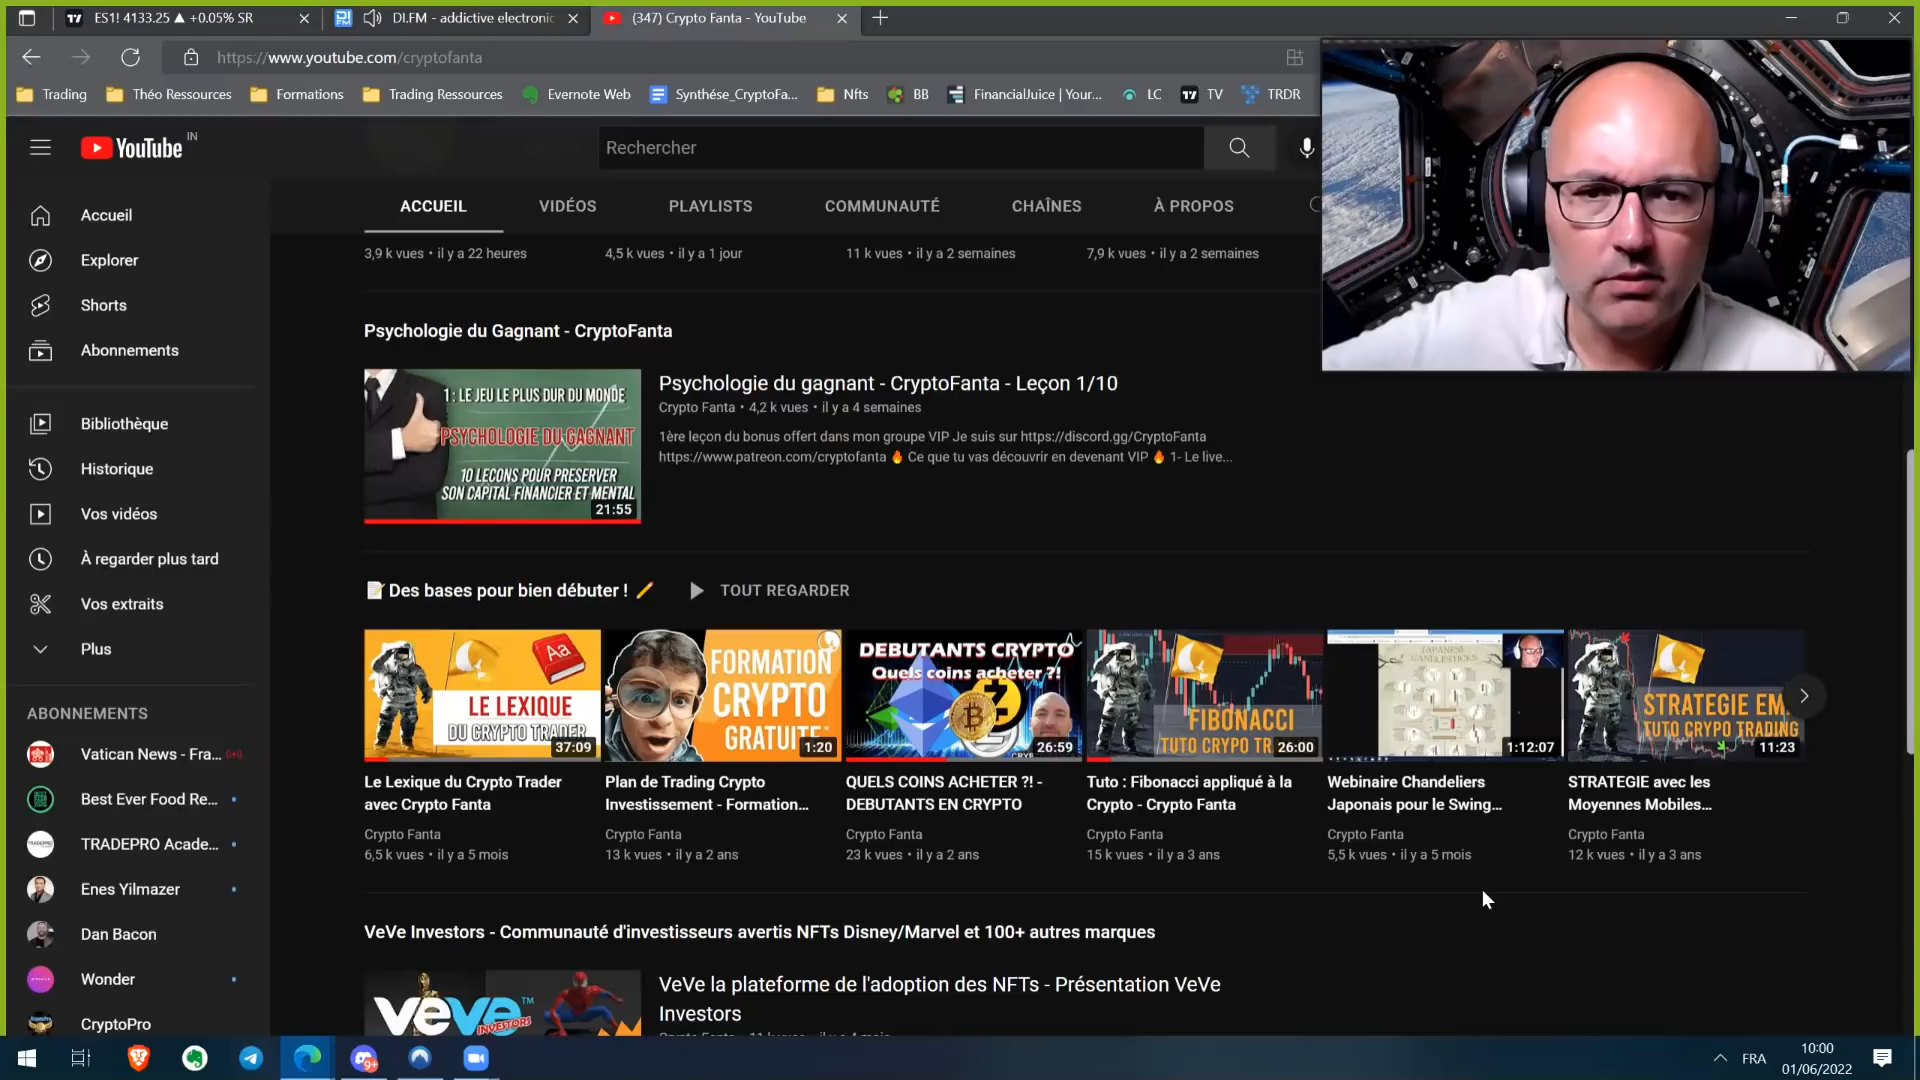 ES1! 4133.25 ▲ +0.05% SR
DI.FM - addictive electronic
(347) Crypto Fanta - YouTube
https://www.youtube.com/cryptofanta
Trading
Théo Ressources
Formations
Trading Ressources
Evernote Web
Synthése_CryptoFa...
Nfts
BB
FinancialJuice | Your...
LC
TV
TRDR
YouTube IN
Rechercher
ACCUEIL
VIDÉOS
PLAYLISTS
COMMUNAUTÉ
CHAÎNES
À PROPOS
Accueil
Explorer
Shorts
Abonnements
Bibliothèque
Historique
Vos vidéos
À regarder plus tard
Vos extraits
Plus
ABONNEMENTS
Vatican News - Fra...
Best Ever Food Re...
TRADEPRO Acade...
Enes Yilmazer
Dan Bacon
Wonder
CryptoPro
3,9 k vues • il y a 22 heures
4,5 k vues • il y a 1 jour
11 k vues • il y a 2 semaines
7,9 k vues • il y a 2 semaines
Psychologie du Gagnant - CryptoFanta
1 : LE JEU LE PLUS DUR DU MONDE
PSYCHOLOGIE DU GAGNANT
10 LECONS POUR PRESERVER
SON CAPITAL FINANCIER ET MENTAL
21:55
Psychologie du gagnant - CryptoFanta - Leçon 1/10
Crypto Fanta • 4,2 k vues • il y a 4 semaines
1ère leçon du bonus offert dans mon groupe VIP Je suis sur https://discord.gg/CryptoFanta
https://www.patreon.com/cryptofanta 🔥 Ce que tu vas découvrir en devenant VIP 🔥 1- Le live...
📝 Des bases pour bien débuter ! ✏️
TOUT REGARDER
Aa
LE LEXIQUE
DU CRYPTO TRADER
37:09
Le Lexique du Crypto Trader
avec Crypto Fanta
Crypto Fanta
6,5 k vues • il y a 5 mois
FORMATION
CRYPTO
GRATUITE
1:20
Plan de Trading Crypto
Investissement - Formation...
Crypto Fanta
13 k vues • il y a 2 ans
DEBUTANTS CRYPTO
Quels coins acheter ?!
26:59
QUELS COINS ACHETER ?! -
DEBUTANTS EN CRYPTO
Crypto Fanta
23 k vues • il y a 2 ans
FIBONACCI
TUTO CRYPO TR
26:00
Tuto : Fibonacci appliqué à la
Crypto - Crypto Fanta
Crypto Fanta
15 k vues • il y a 3 ans
JAPANESE
CANDLESTICKS
1:12:07
Webinaire Chandeliers
Japonais pour le Swing...
Crypto Fanta
5,5 k vues • il y a 5 mois
STRATEGIE EM
TUTO CRYPO TRADING
11:23
STRATEGIE avec les
Moyennes Mobiles...
Crypto Fanta
12 k vues • il y a 3 ans
VeVe Investors - Communauté d'investisseurs avertis NFTs Disney/Marvel et 100+ autres marques
VEVE™
INVESTORS
VeVe la plateforme de l'adoption des NFTs - Présentation VeVe
Investors
9+
FRA
10:00
01/06/2022